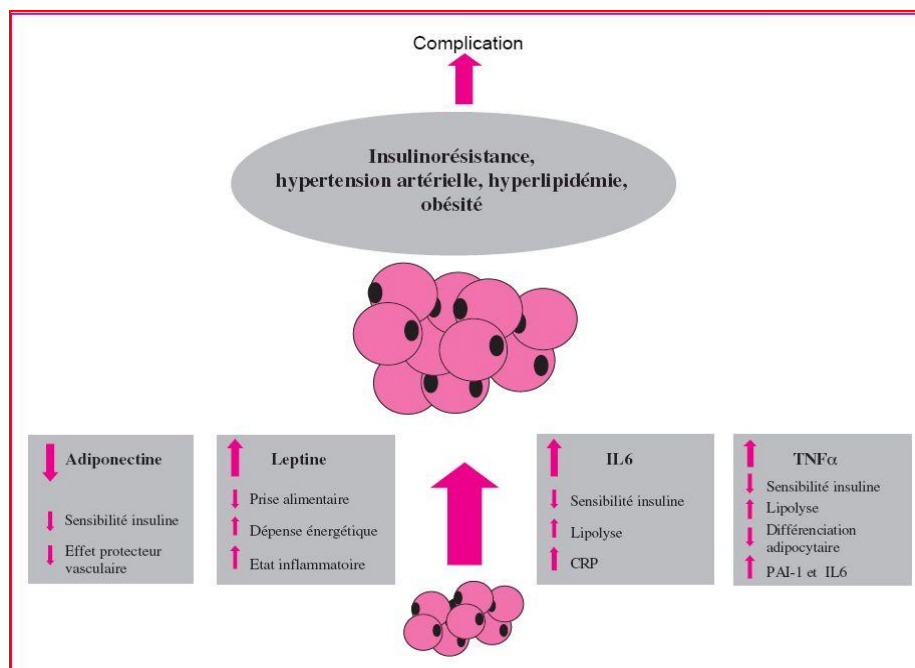 Complication
Insulinorésistance,
hypertension artérielle, hyperlipidémie,
obésité
Adiponectine
Sensibilité insuline
Effet protecteur
vasculaire
Leptine
Prise alimentaire
Dépense énergétique
Etat inflammatoire
IL6
Sensibilité insuline
Lipolyse
CRP
TNFα
Sensibilité insuline
Lipolyse
Différenciation
adipocytaire
PAI-1 et IL6